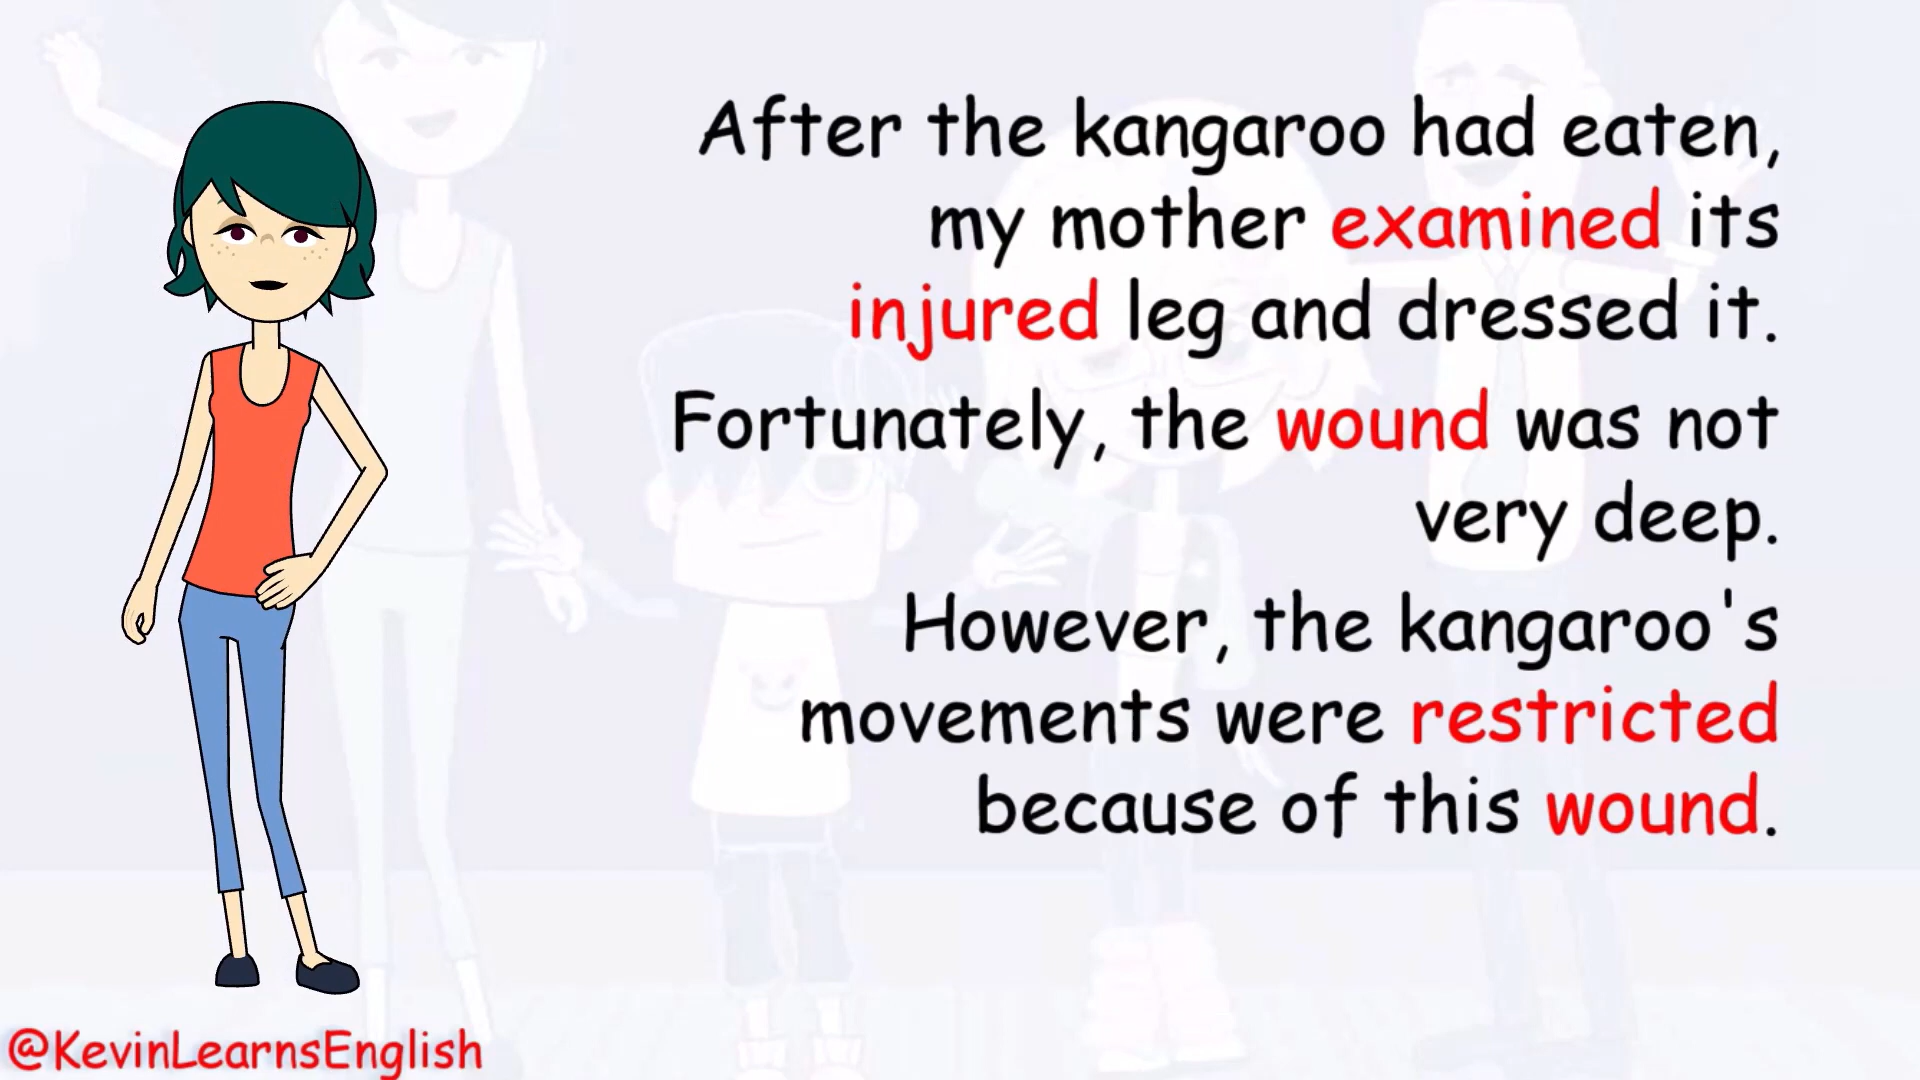 After the kangaroo had eaten,
my mother examined its
injured leg and dressed it.
Fortunately, the wound was not
very deep.
However, the kangaroo's
movements were restricted
because of this wound.
@KevinLearnsEnglish